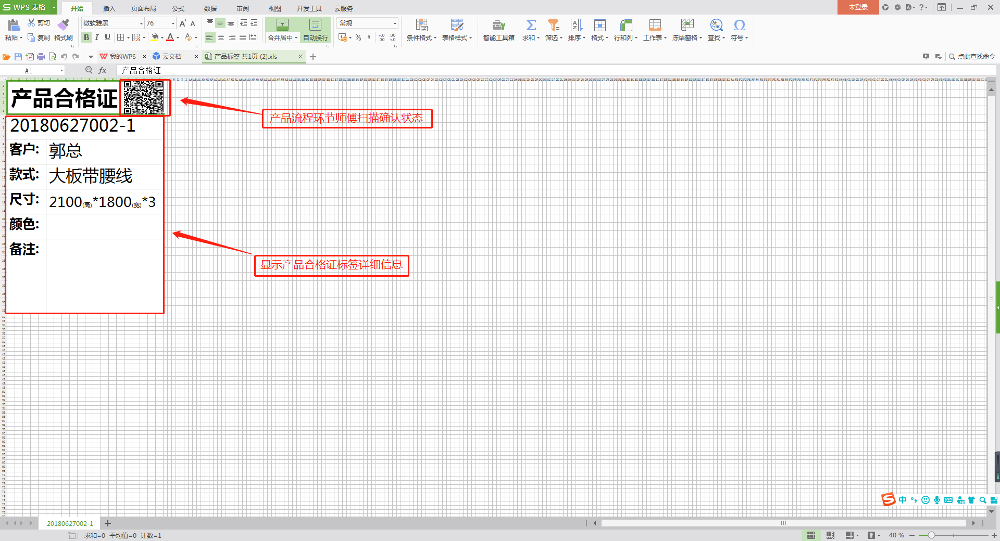 WPS 表格
开始 插入 页面布局 公式 数据 审阅 视图 开发工具 云服务
未登录
粘贴 剪切 复制 格式刷
微软雅黑 76
B I U
合并居中 自动换行
常规
条件格式 表格样式 智能工具箱 求和 筛选 排序 格式 行和列 工作表 冻结窗格 查找 符号
我的WPS 云文档 产品标签 共1页 (2).xls
点此查找命令
A1 fx 产品合格证
产品合格证
产品流程环节师傅扫描确认状态
20180627002-1
客户: 郭总
款式: 大板带腰线
尺寸: 2100(高)*1800(宽)*3
颜色:
备注:
显示产品合格证标签详细信息
中
20180627002-1
求和=0 平均值=0 计数=1
40 %